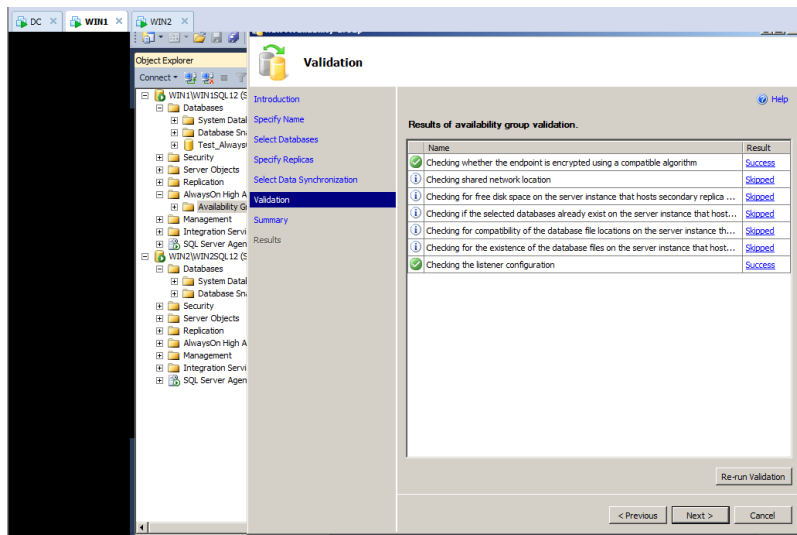 DC × WIN1 × WIN2 ×
Object Explorer
Connect
WIN1\WIN1SQL12 (S
Databases
System Datal
Database Sna
Test_Always
Security
Server Objects
Replication
AlwaysOn High A
Availability G
Management
Integration Servi
SQL Server Agen
WIN2\WIN2SQL12 (S
Databases
System Datal
Database Sna
Security
Server Objects
Replication
AlwaysOn High A
Management
Integration Servi
SQL Server Agen
Validation
Introduction
Specify Name
Select Databases
Specify Replicas
Select Data Synchronization
Validation
Summary
Results
Help
Results of availability group validation.
Name Result
Checking whether the endpoint is encrypted using a compatible algorithm Success
Checking shared network location Skipped
Checking for free disk space on the server instance that hosts secondary replica ... Skipped
Checking if the selected databases already exist on the server instance that host... Skipped
Checking for compatibility of the database file locations on the server instance th... Skipped
Checking for the existence of the database files on the server instance that host... Skipped
Checking the listener configuration Success
Re-run Validation
< Previous Next > Cancel